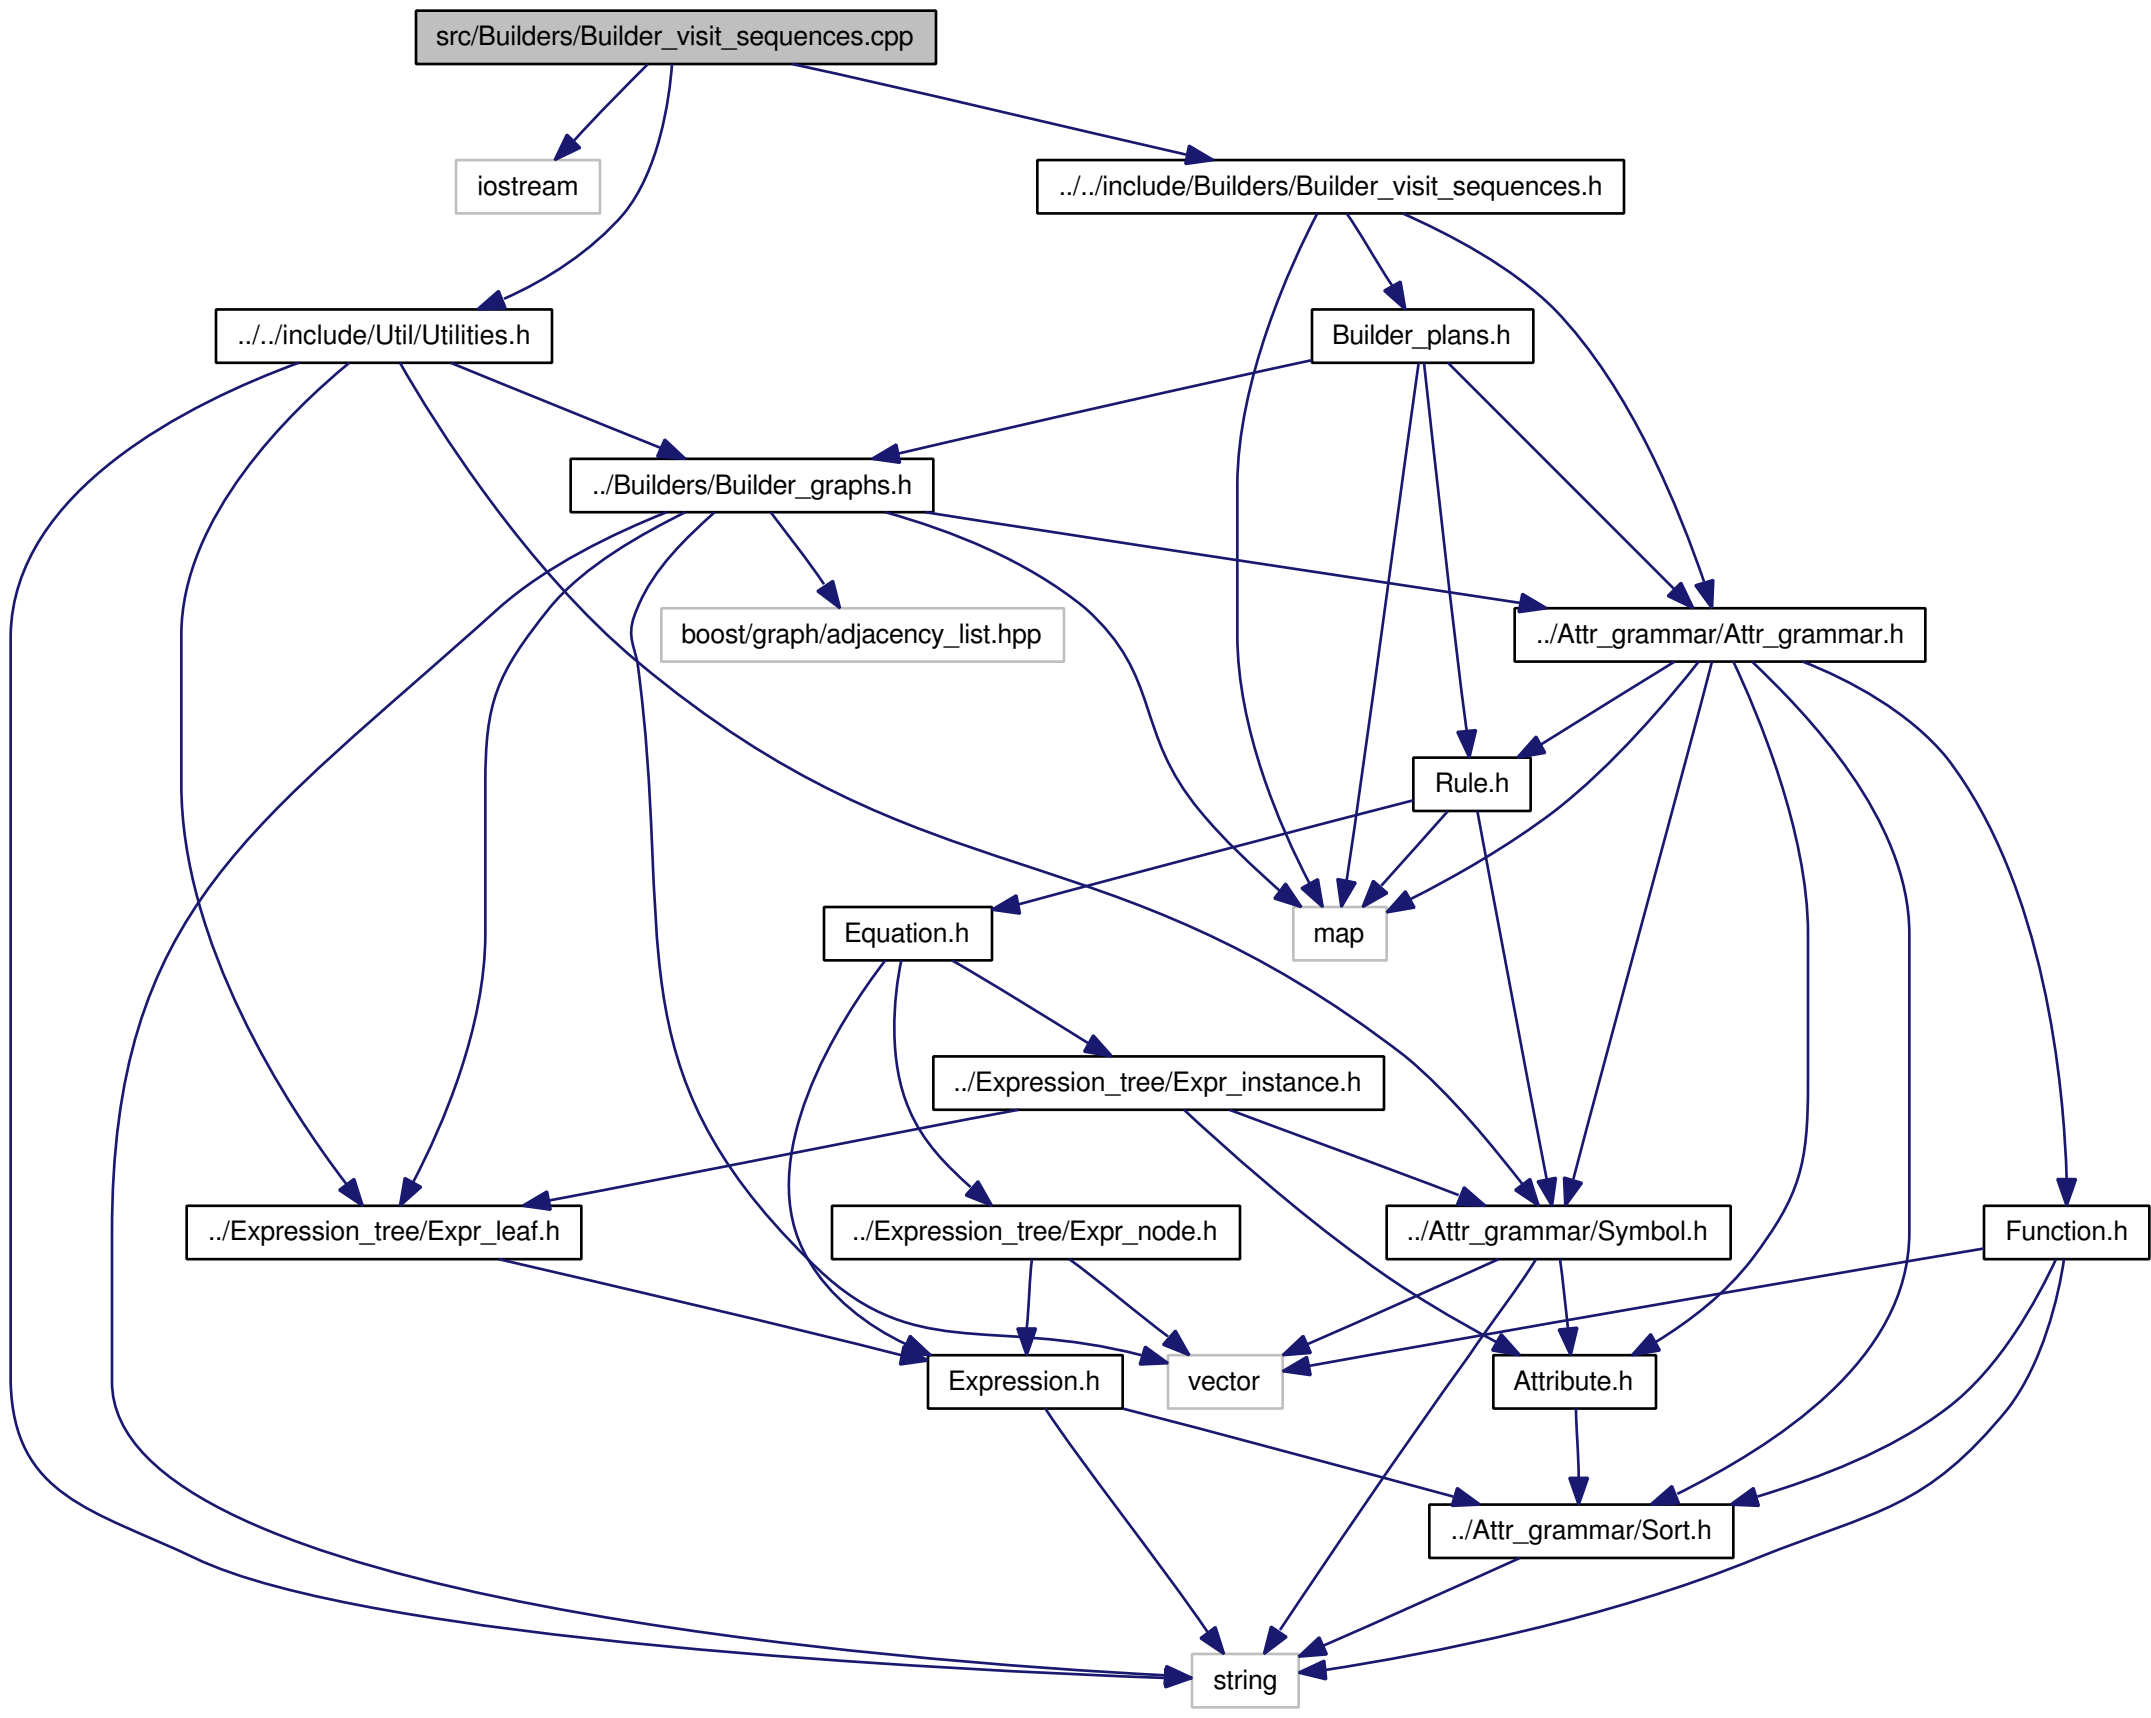 src/Builders/Builder_visit_sequences.cpp
iostream
../../include/Builders/Builder_visit_sequences.h
../../include/Util/Utilities.h
Builder_plans.h
../Builders/Builder_graphs.h
boost/graph/adjacency_list.hpp
../Attr_grammar/Attr_grammar.h
Rule.h
Equation.h
map
../Expression_tree/Expr_instance.h
../Expression_tree/Expr_leaf.h
../Expression_tree/Expr_node.h
../Attr_grammar/Symbol.h
Function.h
Expression.h
vector
Attribute.h
../Attr_grammar/Sort.h
string